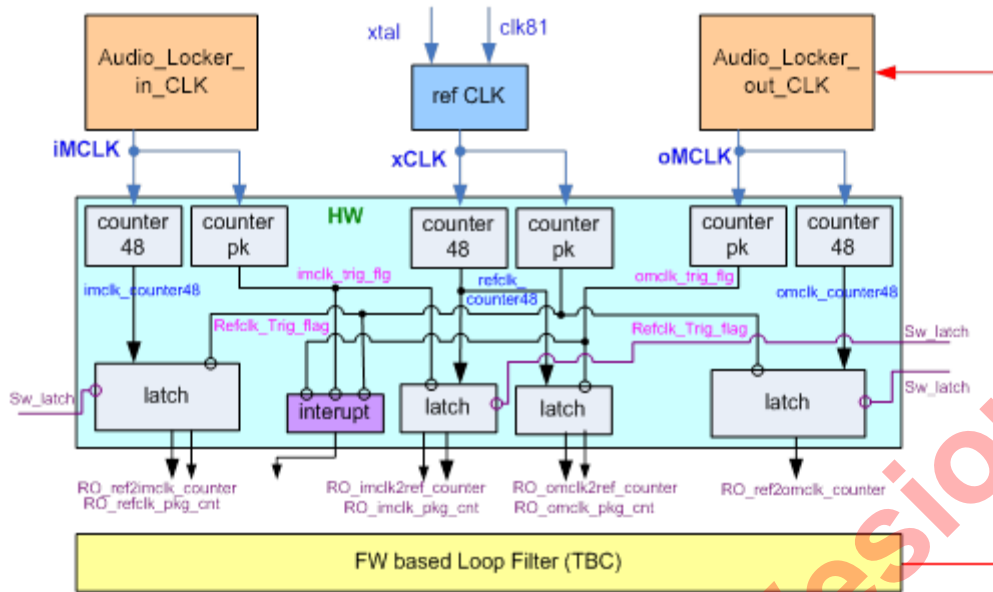 xtal
clk81
Audio_Locker_
in_CLK
ref CLK
Audio_Locker_
out_CLK
iMCLK
xCLK
oMCLK
HW
counter
48
counter
pk
counter
48
counter
pk
counter
pk
counter
48
imclk_trig_flg
refclk_
counter48
omclk_trig_flg
imclk_counter48
omclk_counter48
Refclk_Trig_flag
Refclk_Trig_flag
Sw_latch
Sw_latch
Sw_latch
latch
interupt
latch
latch
latch
RO_ref2imclk_counter
RO_refclk_pkg_cnt
RO_imclk2ref_counter
RO_imclk_pkg_cnt
RO_omclk2ref_counter
RO_omclk_pkg_cnt
RO_ref2omclk_counter
FW based Loop Filter (TBC)